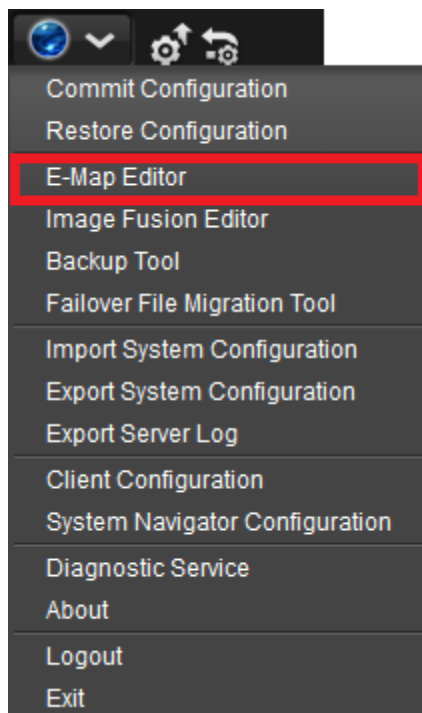 Commit Configuration
Restore Configuration
E-Map Editor
Image Fusion Editor
Backup Tool
Failover File Migration Tool
Import System Configuration
Export System Configuration
Export Server Log
Client Configuration
System Navigator Configuration
Diagnostic Service
About
Logout
Exit